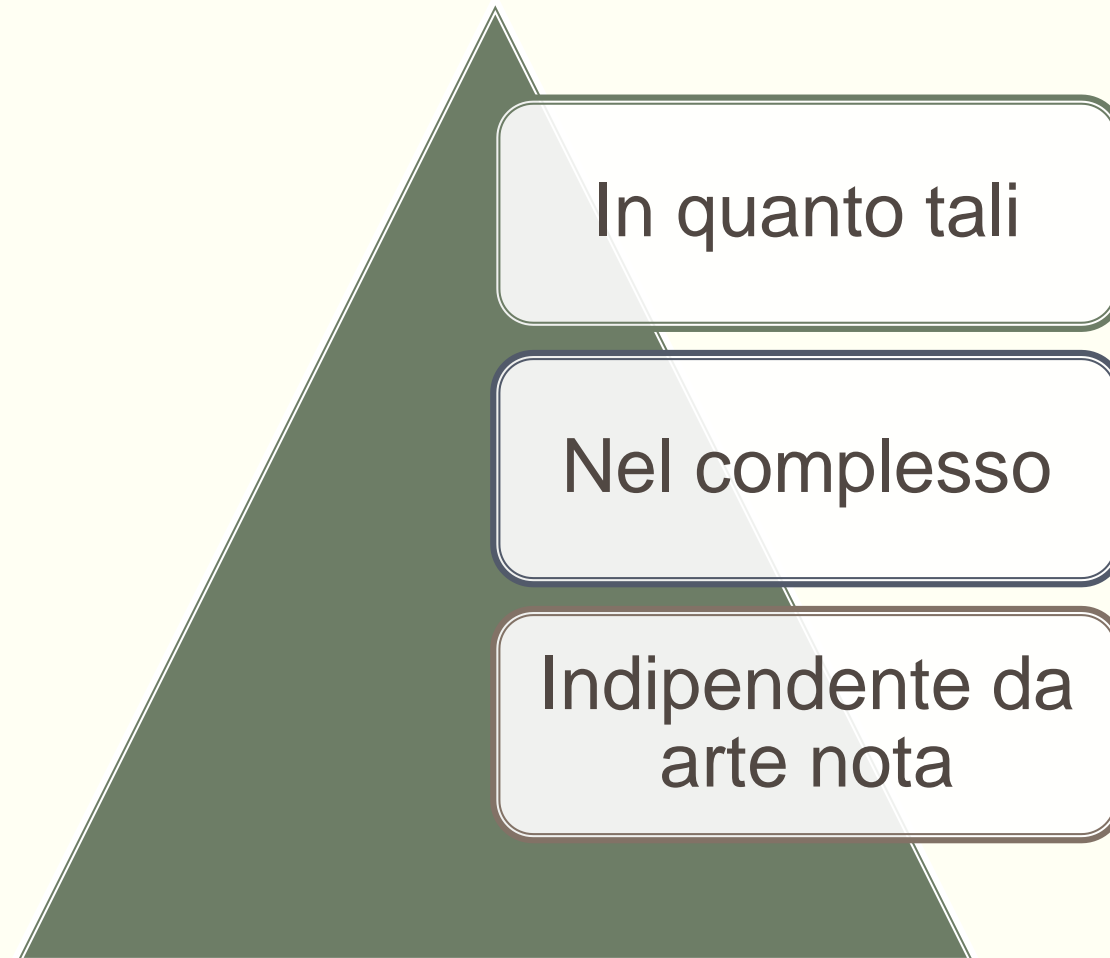 In quanto tali
Nel complesso
Indipendente da
arte nota